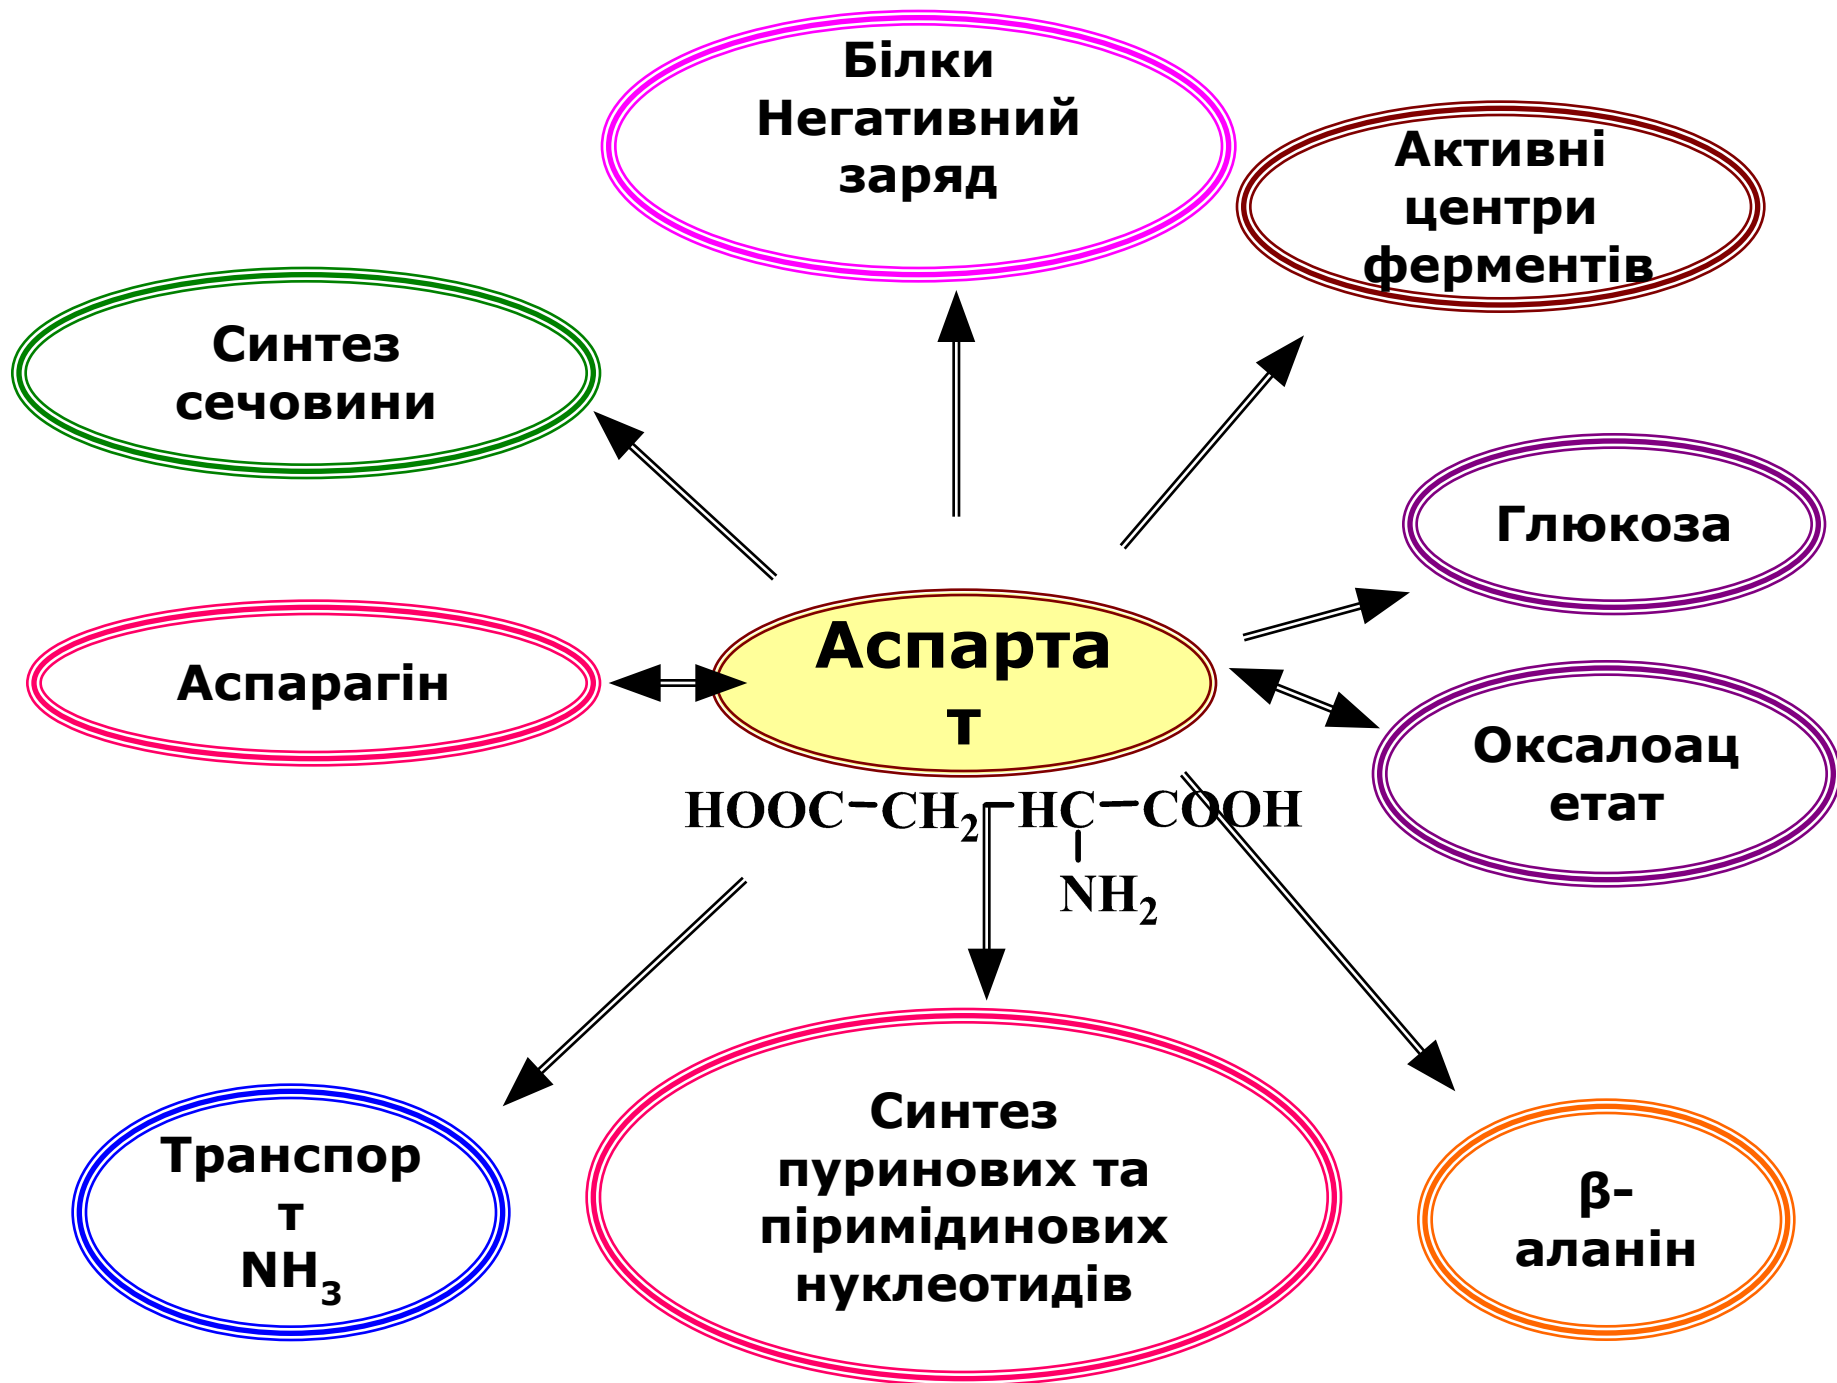 Білки
Негативний
заряд
Активні
центри
ферментів
Синтез
сечовини
Глюкоза
Аспарагін
Аспарта
т
Оксалоац
етат
HOOC–CH₂–HC–COOH
NH₂
Транспор
т
NH₃
Синтез
пуринових та
піримідинових
нуклеотидів
β–
аланін